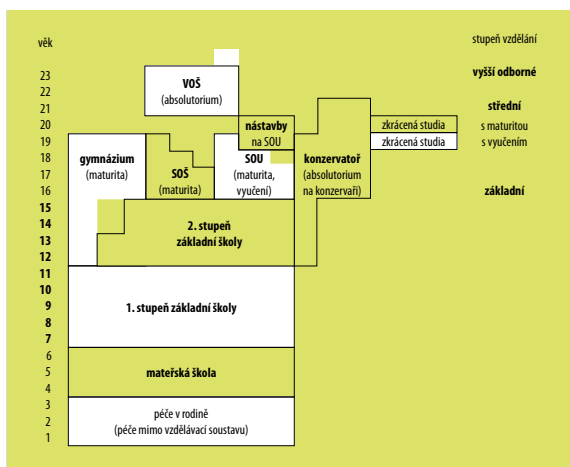 věk
stupeň vzdělání
23
22
21
20
19
18
17
16
15
14
13
12
11
10
9
8
7
6
5
4
3
2
1
VOŠ
(absolutorium)
vyšší odborné
střední
nástavby
na SOU
zkrácená studia
s maturitou
zkrácená studia
s vyučením
gymnázium
(maturita)
SOŠ
(maturita)
SOU
(maturita,
vyučení)
konzervatoř
(absolutorium
na konzervaři)
základní
2. stupeň
základní školy
1. stupeň základní školy
mateřská škola
péče v rodině
(péče mimo vzdělávací soustavu)